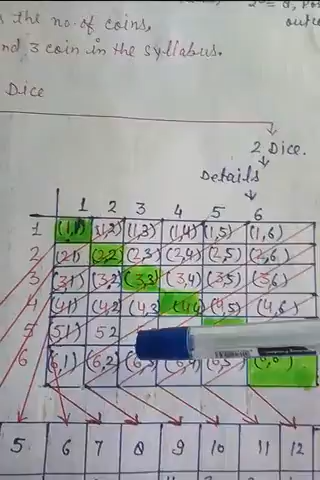 s the no. of coins,
nd 3 coin in the syllabus.
Dice
2 Dice.
Details
1 2 3 4 5 6
1 (1,1) (1,2) (1,3) (1,4) (1,5) (1,6)
2 (2,1) (2,2) (2,3) (2,4) (2,5) (2,6)
3 (3,1) (3,2) (3,3) (3,4) (3,5) (3,6)
4 (4,1) (4,2) (4,3 (4,4) (4,5) (4,6)
5 5,1) 5 2
6 (6,1) (6,2)
5 6 7 8 9 10 11 12